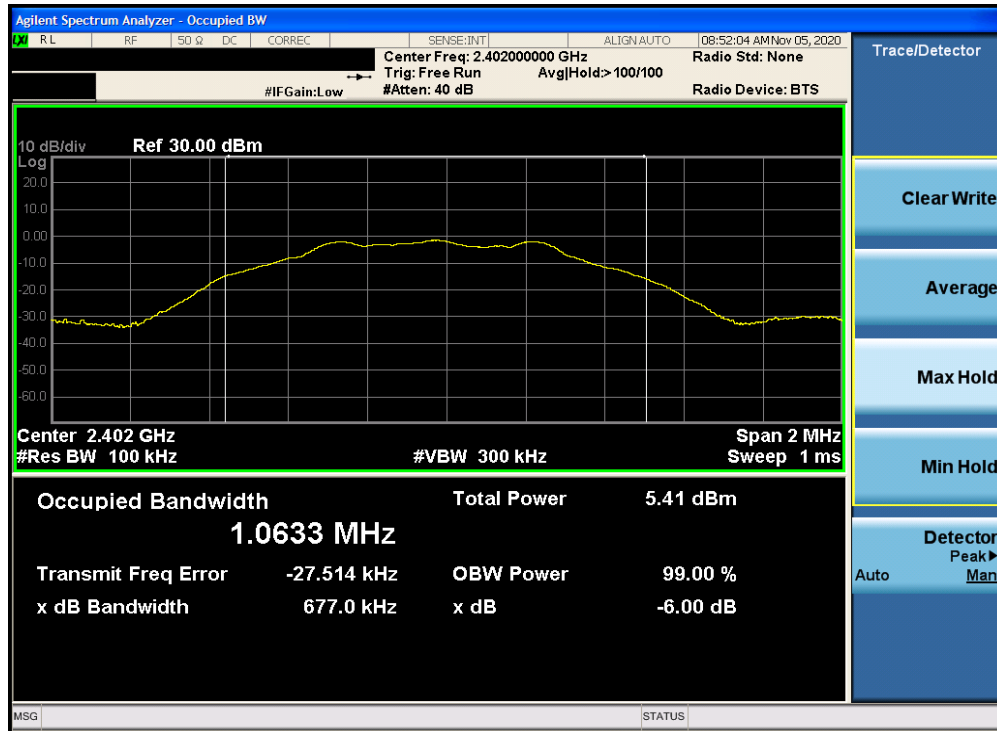 Agilent Spectrum Analyzer - Occupied BW
LXI RL RF 50 Ω DC CORREC SENSE:INT ALIGN AUTO 08:52:04 AM Nov 05, 2020
Center Freq: 2.402000000 GHz Radio Std: None
Trig: Free Run Avg|Hold:> 100/100
#IFGain:Low #Atten: 40 dB Radio Device: BTS
Trace/Detector
10 dB/div Ref 30.00 dBm
Log
20.0
10.0
0.00
-10.0
-20.0
-30.0
-40.0
-50.0
-60.0
Center 2.402 GHz Span 2 MHz
#Res BW 100 kHz #VBW 300 kHz Sweep 1 ms
Occupied Bandwidth Total Power 5.41 dBm
1.0633 MHz
Transmit Freq Error -27.514 kHz OBW Power 99.00 %
x dB Bandwidth 677.0 kHz x dB -6.00 dB
Clear Write
Average
Max Hold
Min Hold
Detector
Peak▶
Auto Man
MSG STATUS